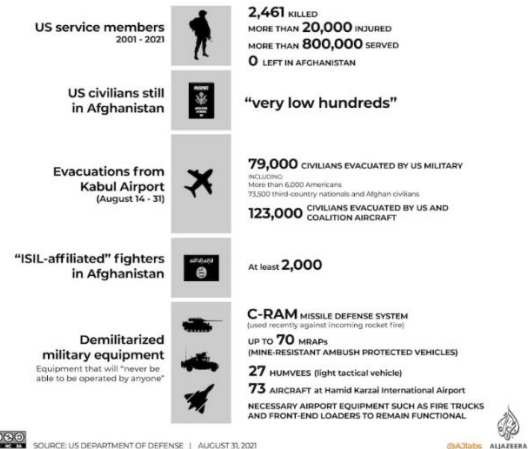 US service members
2001 - 2021
2,461 KILLED
MORE THAN 20,000 INJURED
MORE THAN 800,000 SERVED
0 LEFT IN AFGHANISTAN
US civilians still
in Afghanistan
PASSPORT
“very low hundreds”
Evacuations from
Kabul Airport
(August 14 - 31)
79,000 CIVILIANS EVACUATED BY US MILITARY
INCLUDING
More than 6,000 Americans
73,500 third-country nationals and Afghan civilians
123,000 CIVILIANS EVACUATED BY US AND
COALITION AIRCRAFT
“ISIL-affiliated” fighters
in Afghanistan
At least 2,000
Demilitarized
military equipment
Equipment that will “never be
able to be operated by anyone”
C-RAM MISSILE DEFENSE SYSTEM
(used recently against incoming rocket fire)
UP TO 70 MRAPs
(MINE-RESISTANT AMBUSH PROTECTED VEHICLES)
27 HUMVEES (light tactical vehicle)
73 AIRCRAFT at Hamid Karzai International Airport
NECESSARY AIRPORT EQUIPMENT SUCH AS FIRE TRUCKS
AND FRONT-END LOADERS TO REMAIN FUNCTIONAL
SOURCE: US DEPARTMENT OF DEFENSE | AUGUST 31, 2021
@AJlabs ALJAZEERA